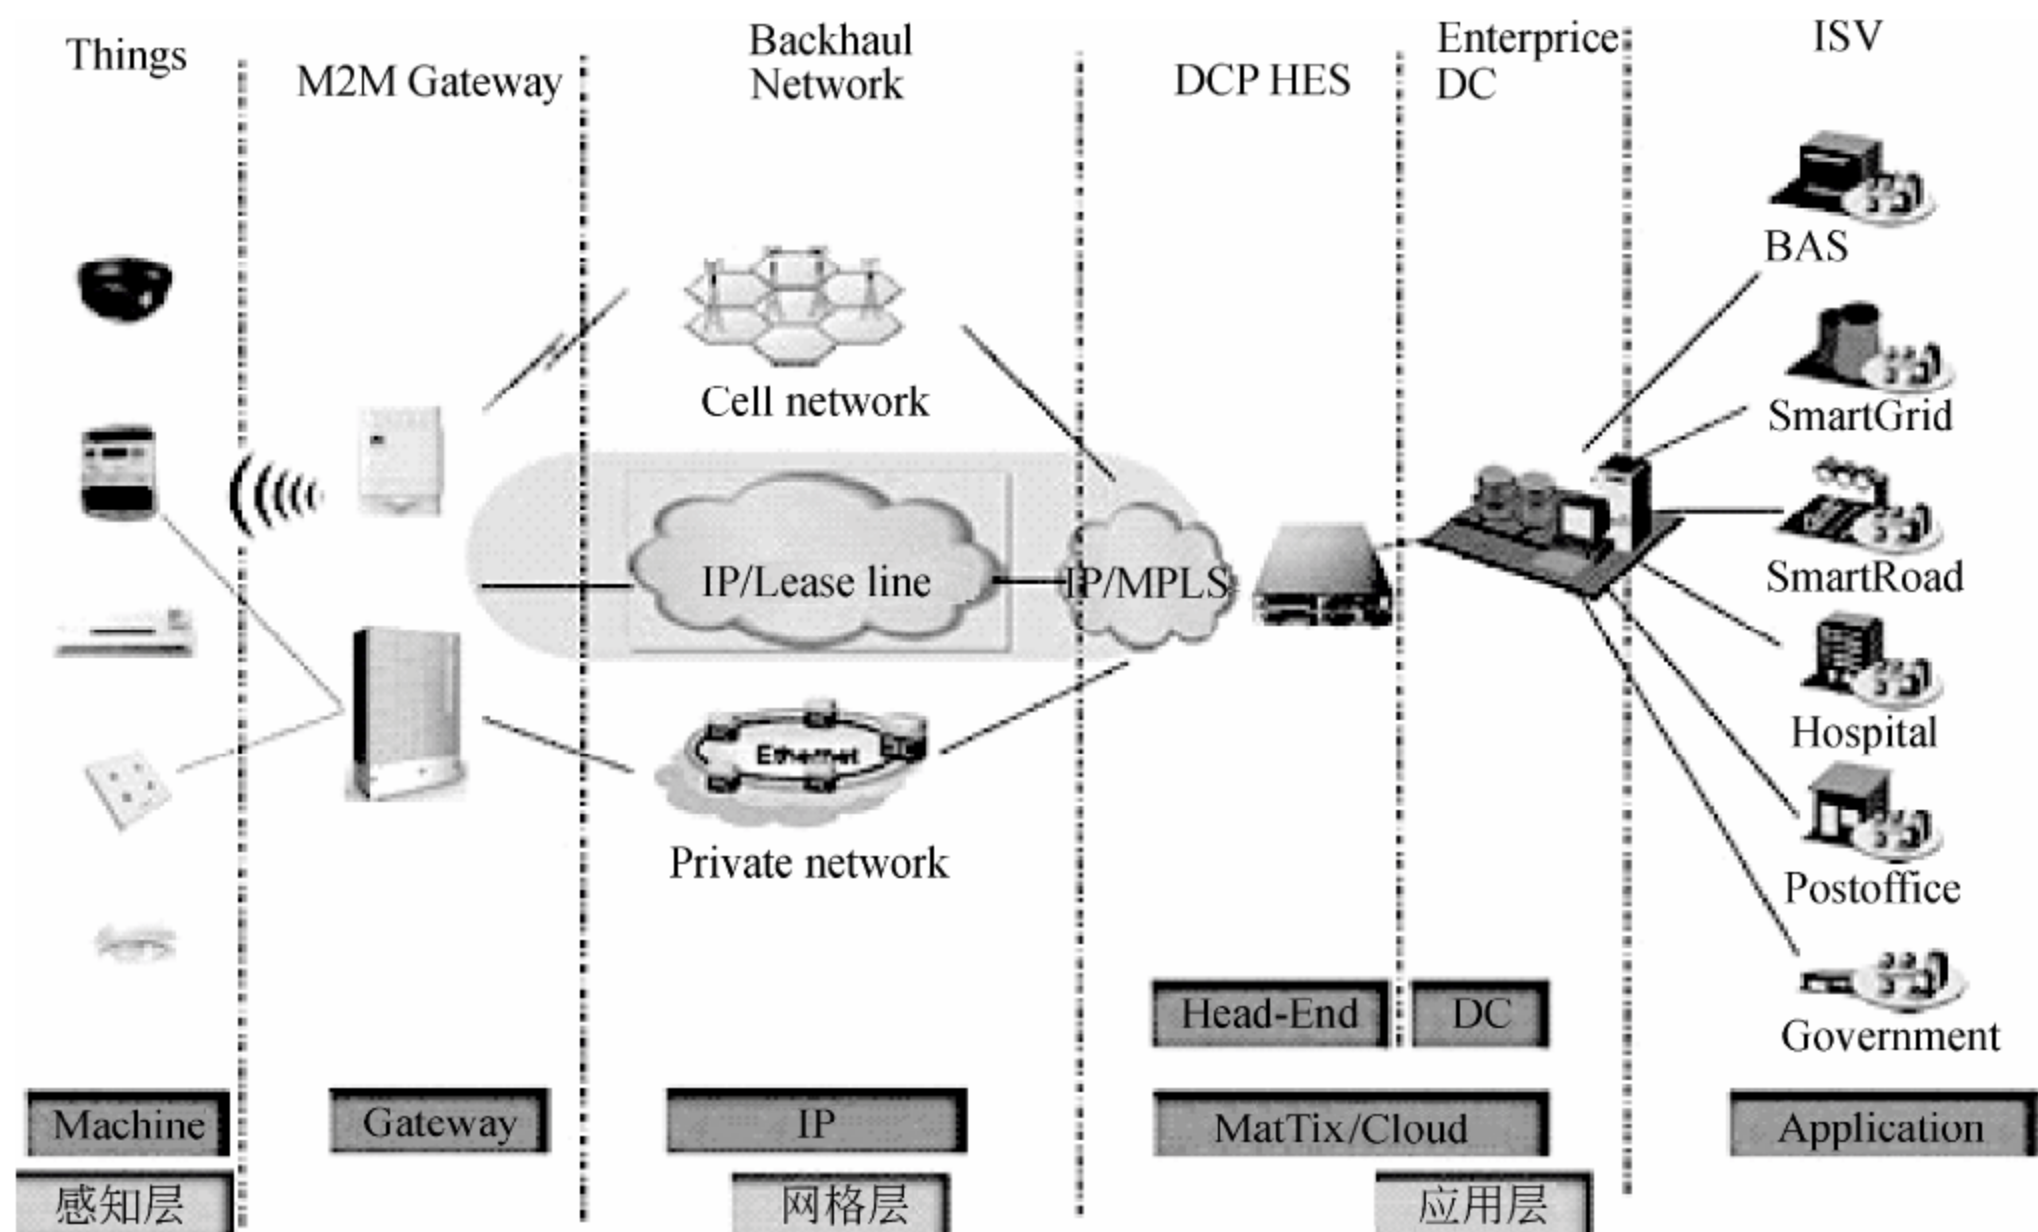 Things
M2M Gateway
Backhaul
Network
DCP HES
Enterprice
DC
ISV
BAS
SmartGrid
Cell network
SmartRoad
IP/Lease line
IP/MPLS
Hospital
Ethernet
Private network
Postoffice
Government
Head-End
DC
Machine
Gateway
IP
MatTix/Cloud
Application
感知层
网格层
应用层